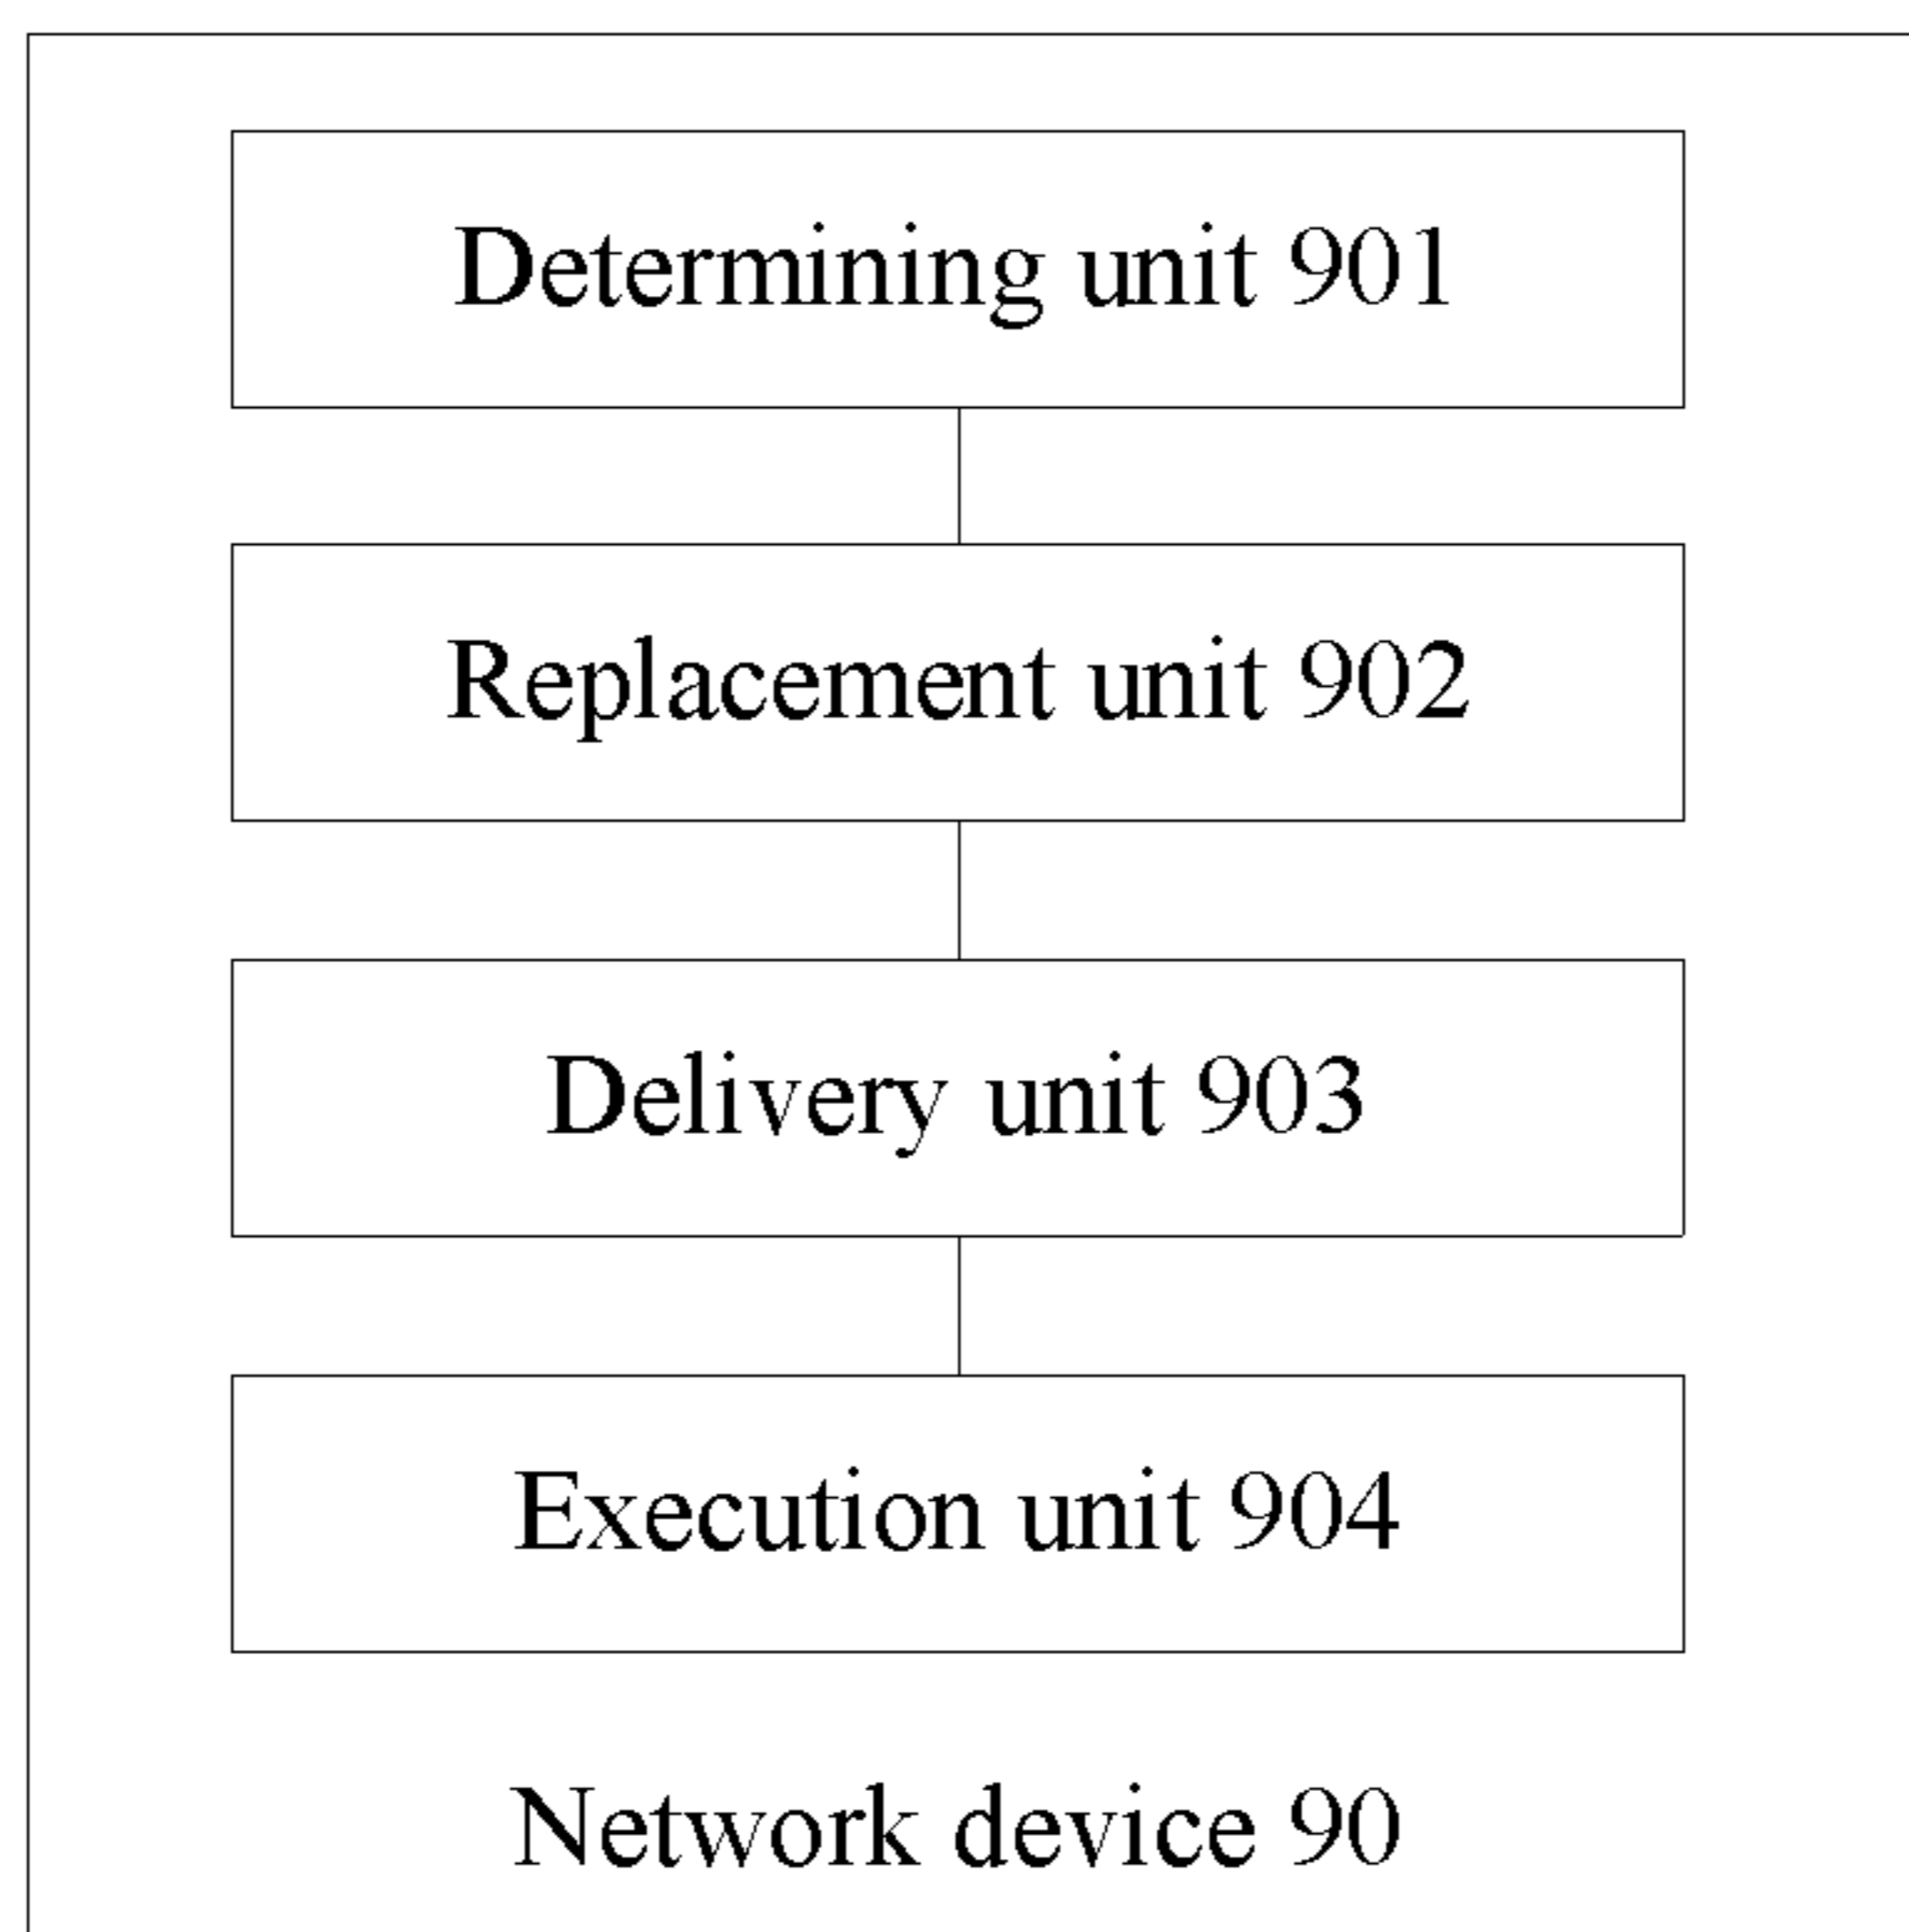 Determining unit 901
Replacement unit 902
Delivery unit 903
Execution unit 904
Network device 90